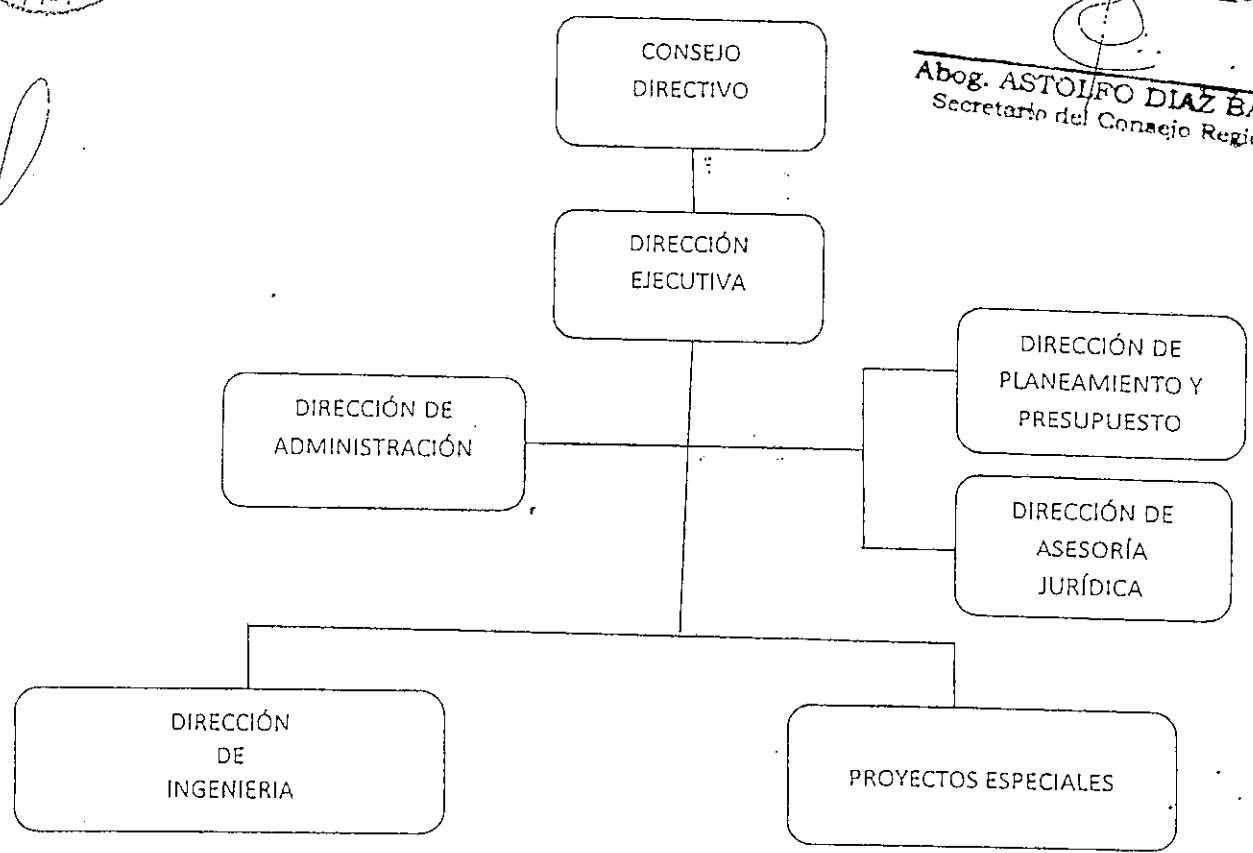 CONSEJO
DIRECTIVO
Abog. ASTOLFO DIAZ
Secretario del Consejo
DIRECCIÓN
EJECUTIVA
DIRECCIÓN DE
PLANEAMIENTO Y
PRESUPUESTO
DIRECCIÓN DE
ADMINISTRACIÓN
DIRECCIÓN DE
ASESORÍA
JURÍDICA
DIRECCIÓN
DE
INGENIERIA
PROYECTOS ESPECIALES